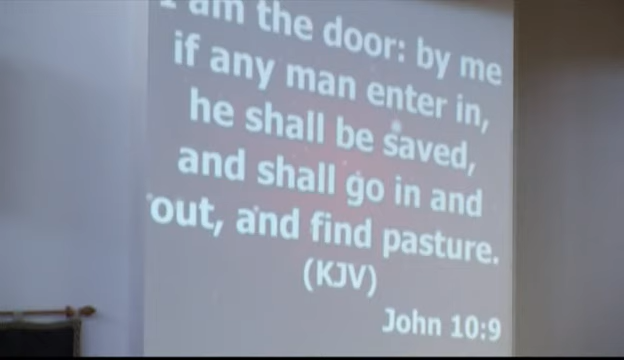 I am the door: by me
if any man enter in,
he shall be saved,
and shall go in and
out, and find pasture.
(KJV)
John 10:9